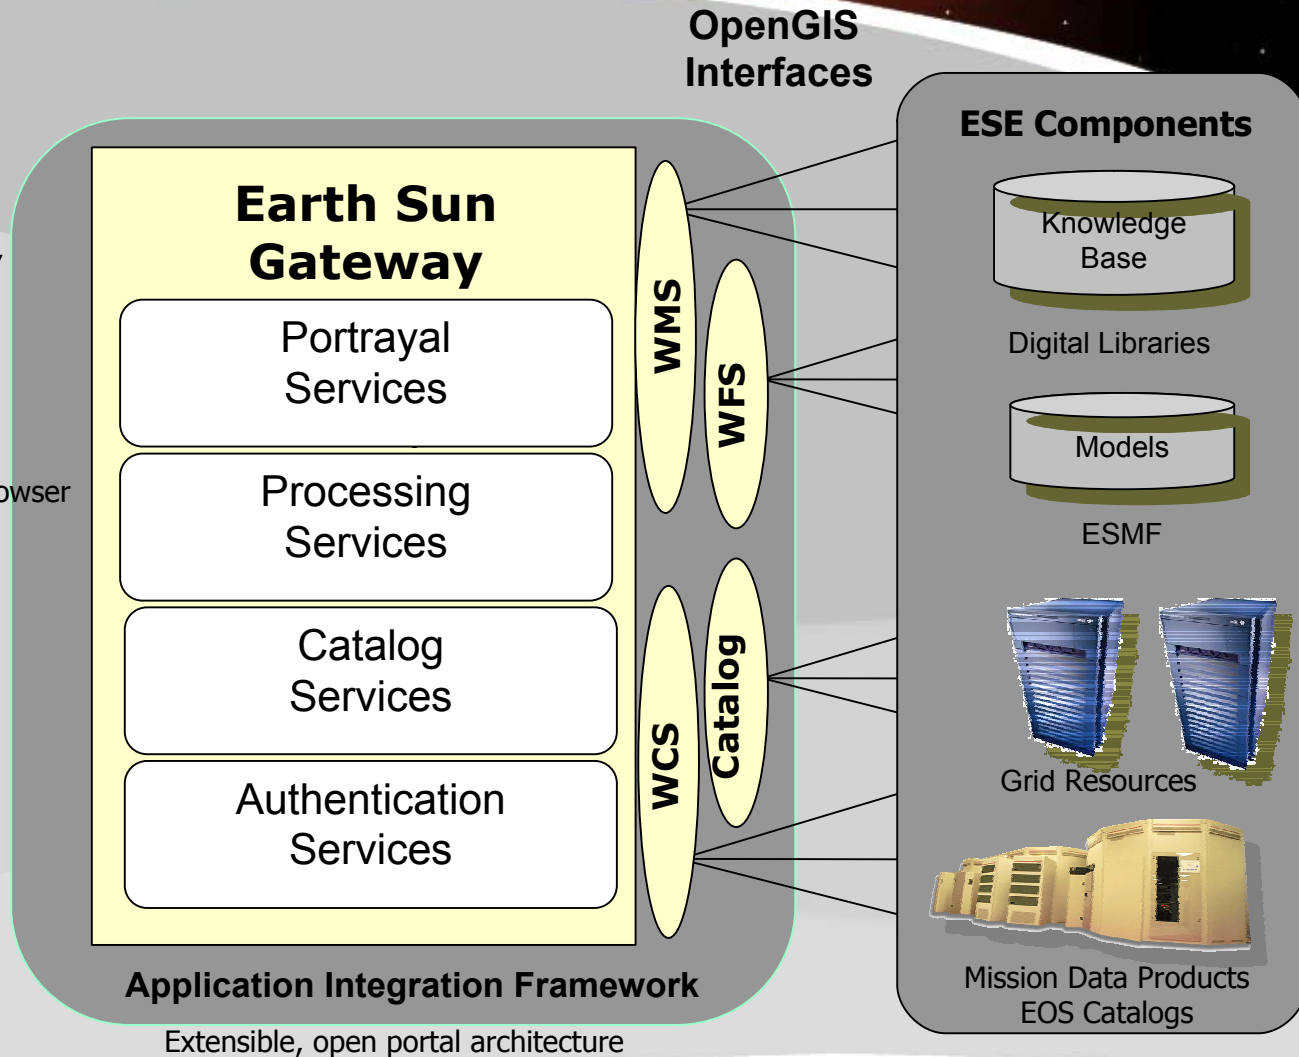 OpenGIS
Interfaces
ESE Components
Earth Sun
Gateway
Portrayal
Services
Processing
Services
Catalog
Services
Authentication
Services
WMS
WFS
WCS
Catalog
Knowledge
Base
Digital Libraries
Models
ESMF
Grid Resources
Mission Data Products
EOS Catalogs
owser
Application Integration Framework
Extensible, open portal architecture